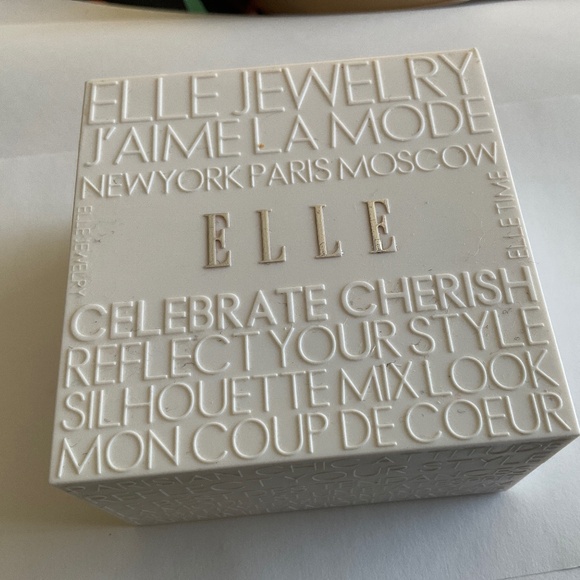 ELLE JEWELRY
J'AIME LA MODE
NEWYORK PARIS MOSCOW
ELLE JEWELRY
ELLE
ELLE TIME
CELEBRATE CHERISH
REFLECT YOUR STYLE
SILHOUETTE MIX LOOK
MON COUP DE COEUR